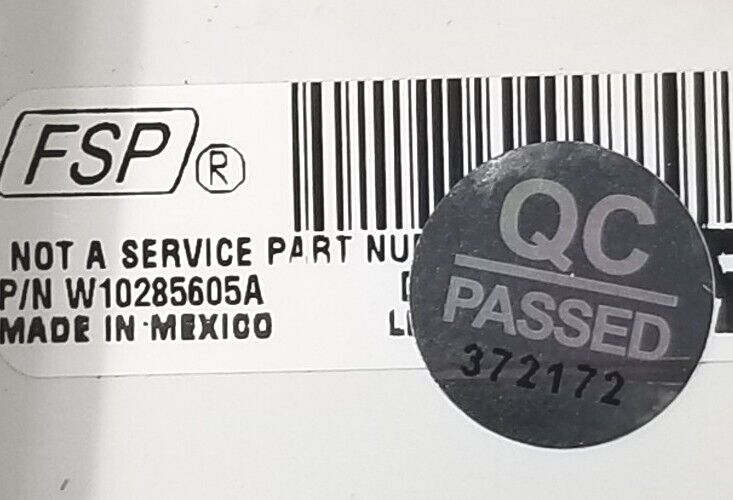 FSP ®
NOT A SERVICE PART
P/N W10285605A
MADE IN MEXICO
QC
PASSED
372172